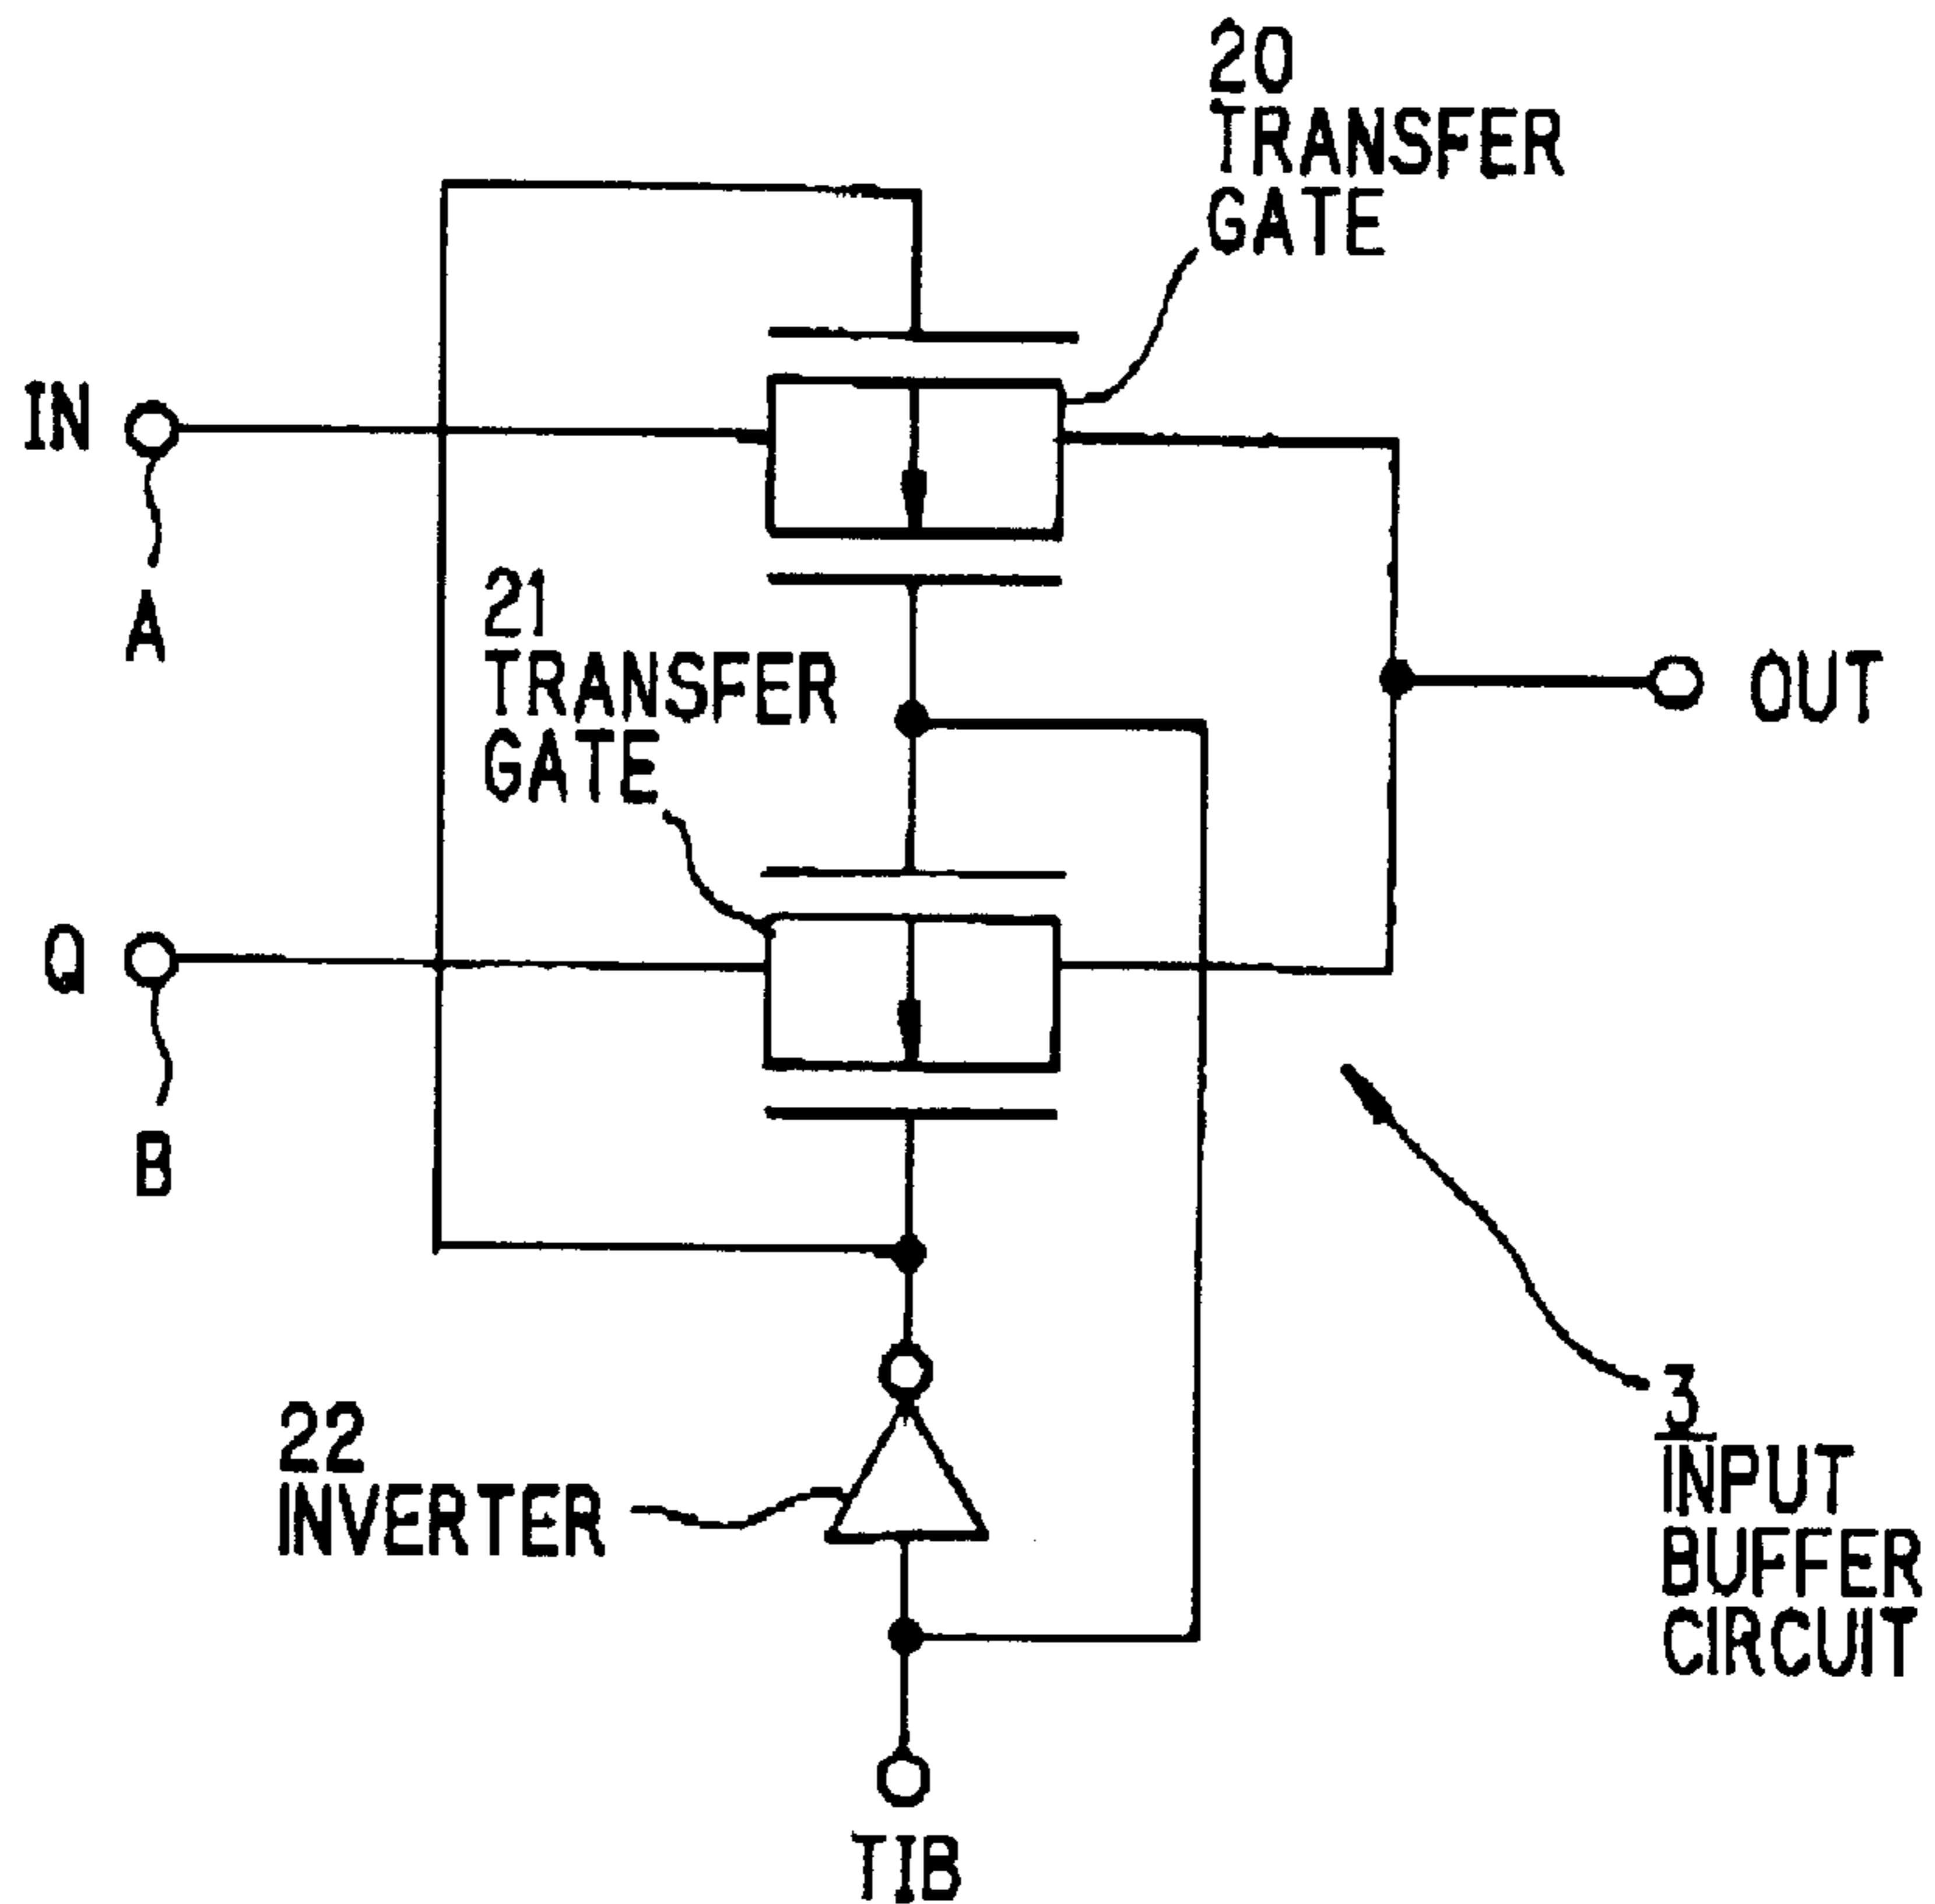 20
TRANSFER
GATE
IN
A
21
TRANSFER
GATE
OUT
Q
B
22
INVERTER
3
INPUT
BUFFER
CIRCUIT
TIB